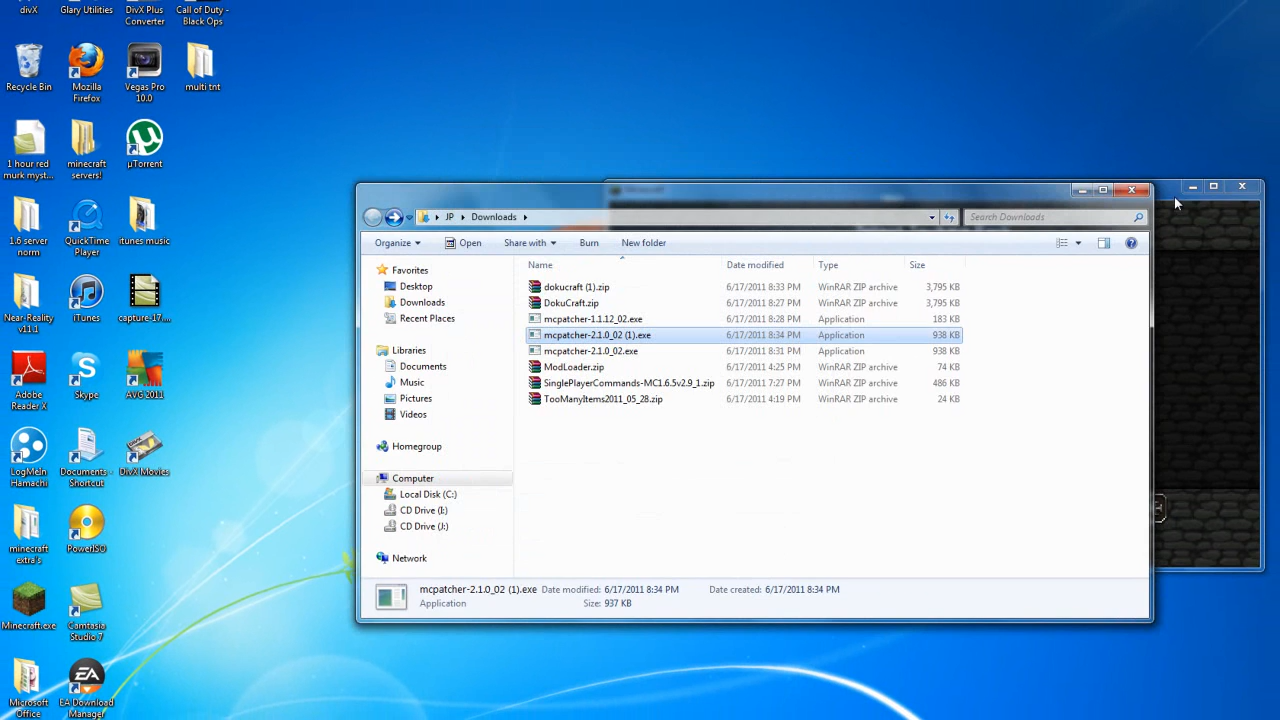 divX
Glary Utilities
DivX Plus
Converter
Call of Duty -
Black Ops
Recycle Bin
Mozilla
Firefox
Vegas Pro
10.0
multi tnt
1 hour red
murk myst...
minecraft
servers!
µTorrent
1.6 server
norm
QuickTime
Player
itunes music
Near-Reality
v11.1
iTunes
capture-17....
Adobe
Reader X
Skype
AVG 2011
LogMeIn
Hamachi
Documents -
Shortcut
DivX Movies
minecraft
extra's
PowerISO
Minecraft.exe
Camtasia
Studio 7
Microsoft
Office
EA Download
Manager
Minecraft
JP
Downloads
Search Downloads
Organize
Open
Share with
Burn
New folder
Favorites
Desktop
Downloads
Recent Places
Libraries
Documents
Music
Pictures
Videos
Homegroup
Computer
Local Disk (C:)
CD Drive (I:)
CD Drive (J:)
Network
Name Date modified Type Size
dokucraft (1).zip 6/17/2011 8:33 PM WinRAR ZIP archive 3,795 KB
DokuCraft.zip 6/17/2011 8:27 PM WinRAR ZIP archive 3,795 KB
mcpatcher-1.1.12_02.exe 6/17/2011 8:28 PM Application 183 KB
mcpatcher-2.1.0_02 (1).exe 6/17/2011 8:34 PM Application 938 KB
mcpatcher-2.1.0_02.exe 6/17/2011 8:31 PM Application 938 KB
ModLoader.zip 6/17/2011 4:25 PM WinRAR ZIP archive 74 KB
SinglePlayerCommands-MC1.6.5v2.9_1.zip 6/17/2011 7:27 PM WinRAR ZIP archive 486 KB
TooManyItems2011_05_28.zip 6/17/2011 4:19 PM WinRAR ZIP archive 24 KB
mcpatcher-2.1.0_02 (1).exe Date modified: 6/17/2011 8:34 PM Date created: 6/17/2011 8:34 PM
Application Size: 937 KB